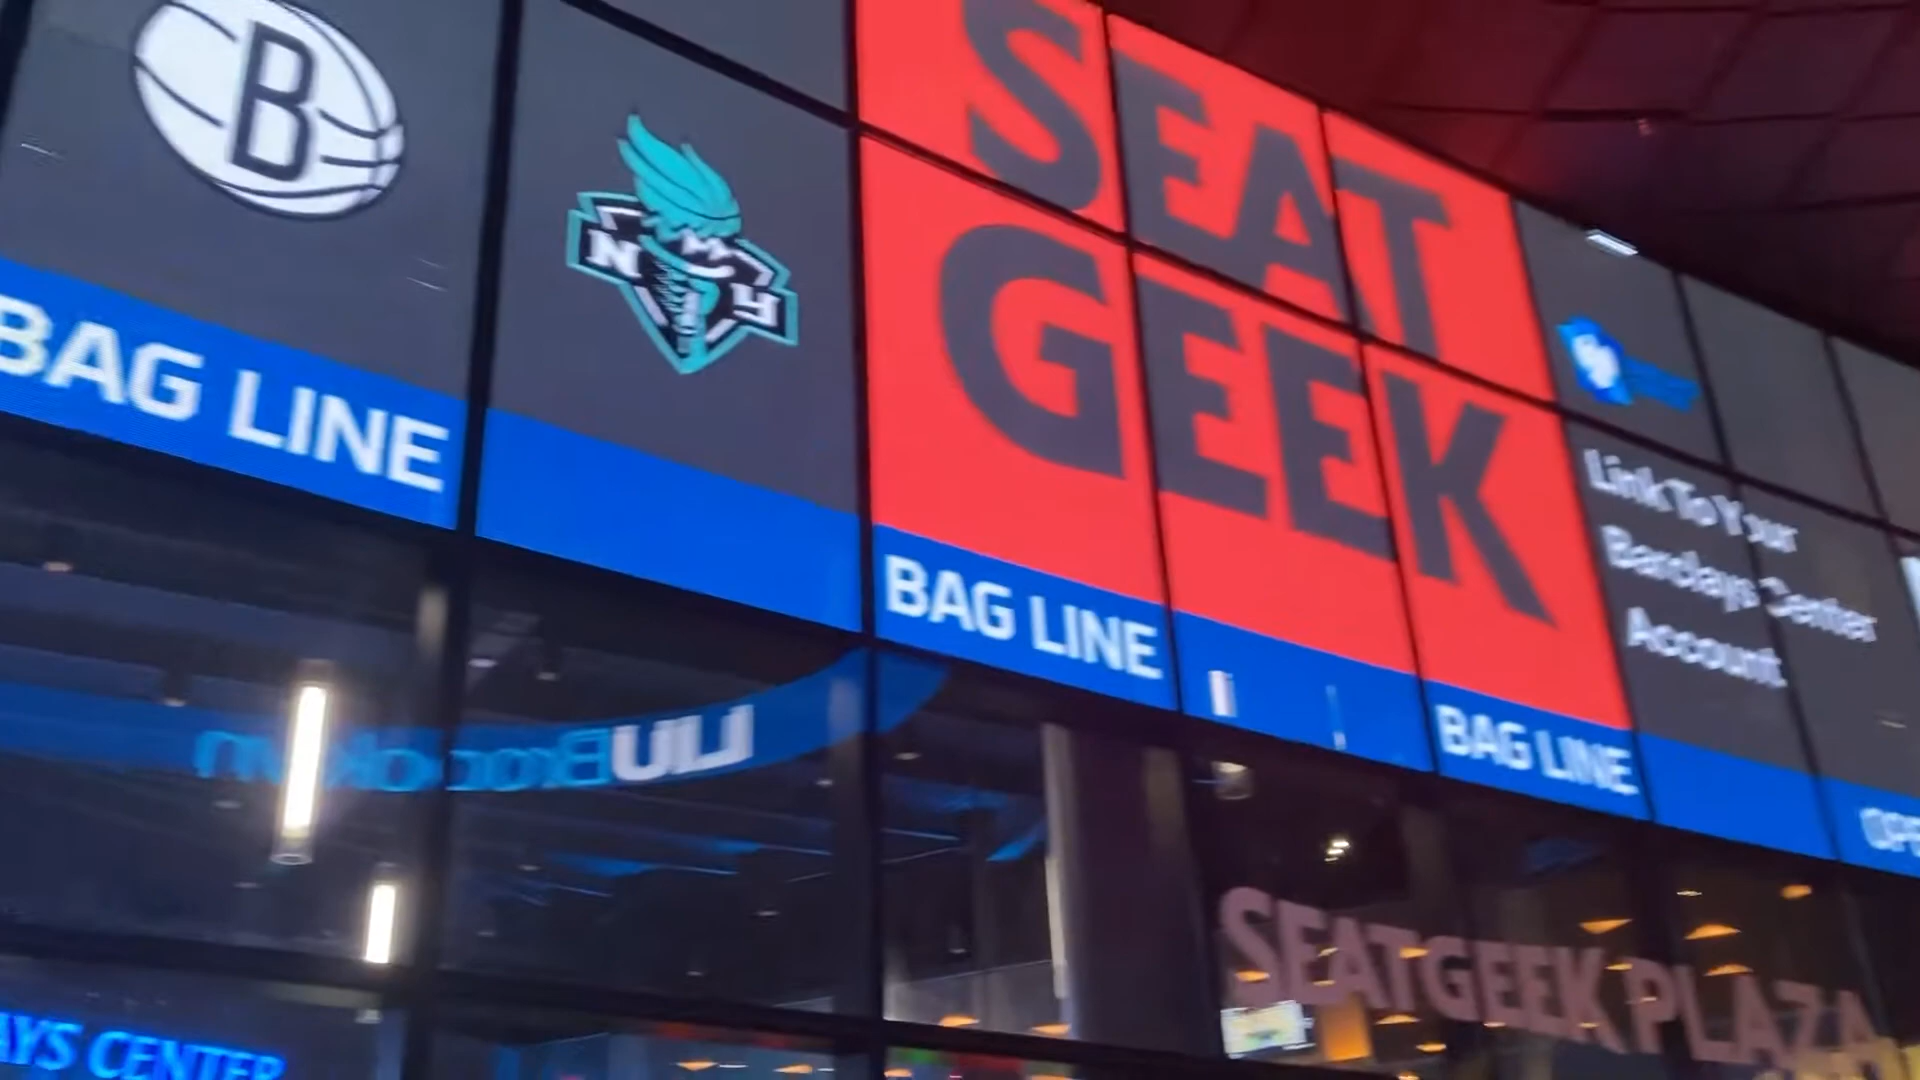 B
NY
SEAT
GEEK
Link To Your
Barclays Center
Account
BAG LINE
BAG LINE
BAG LINE
LIU Brooklyn
SEATGEEK PLAZA
AYS CENTER